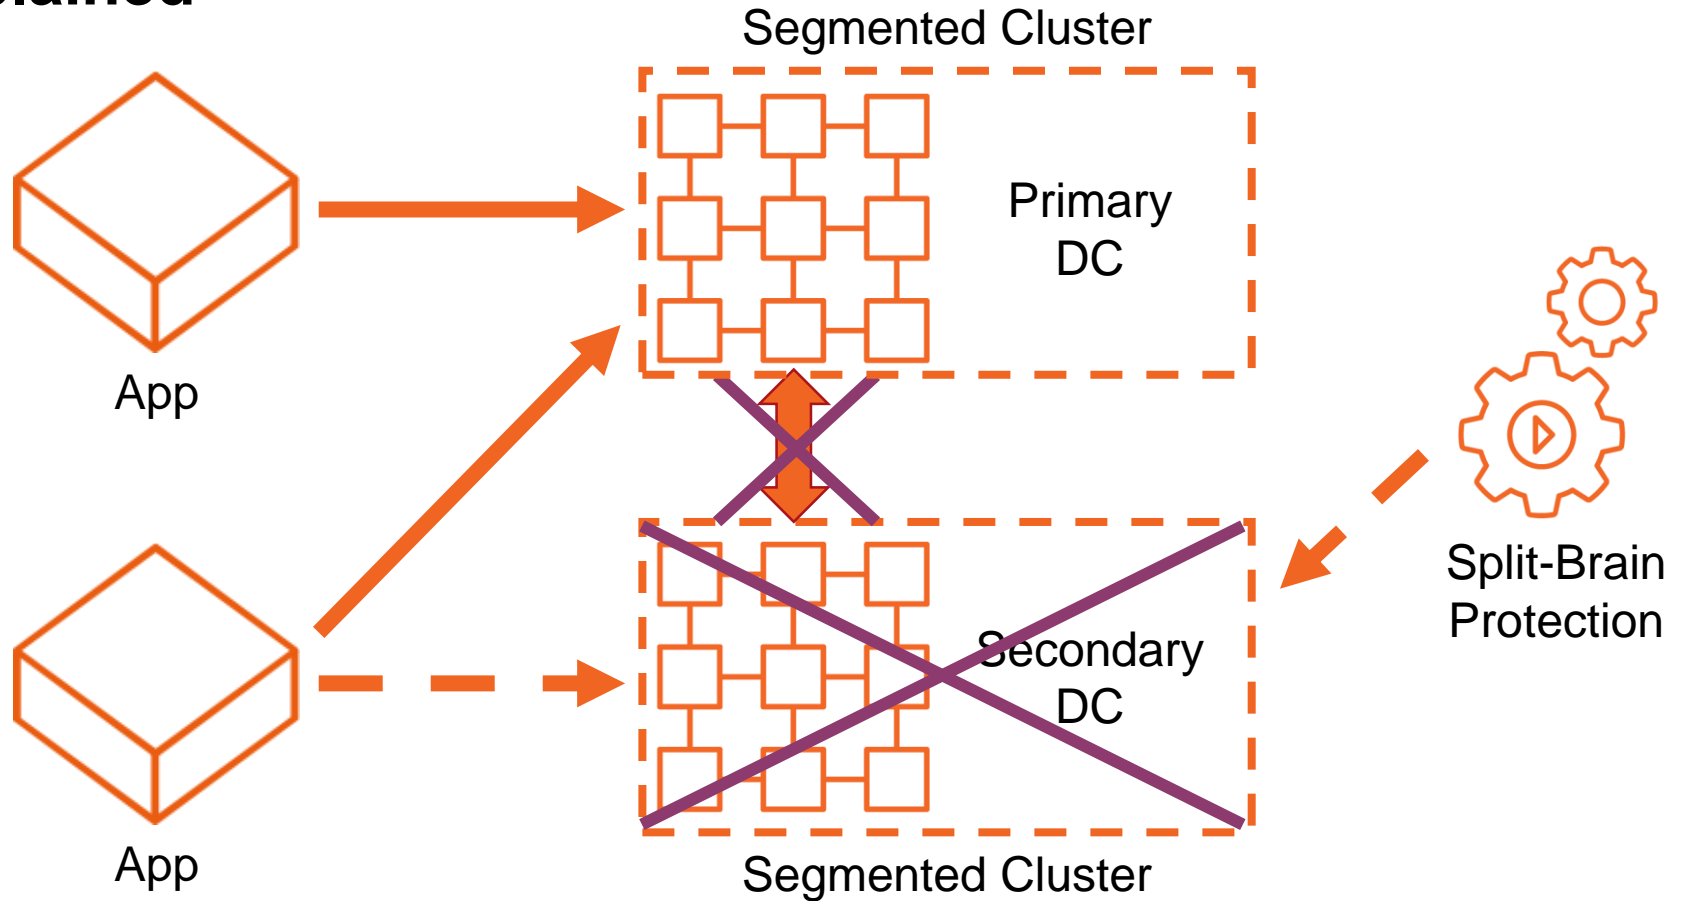 Segmented Cluster
Primary
DC
App
Split-Brain
Protection
Secondary
DC
App
Segmented Cluster